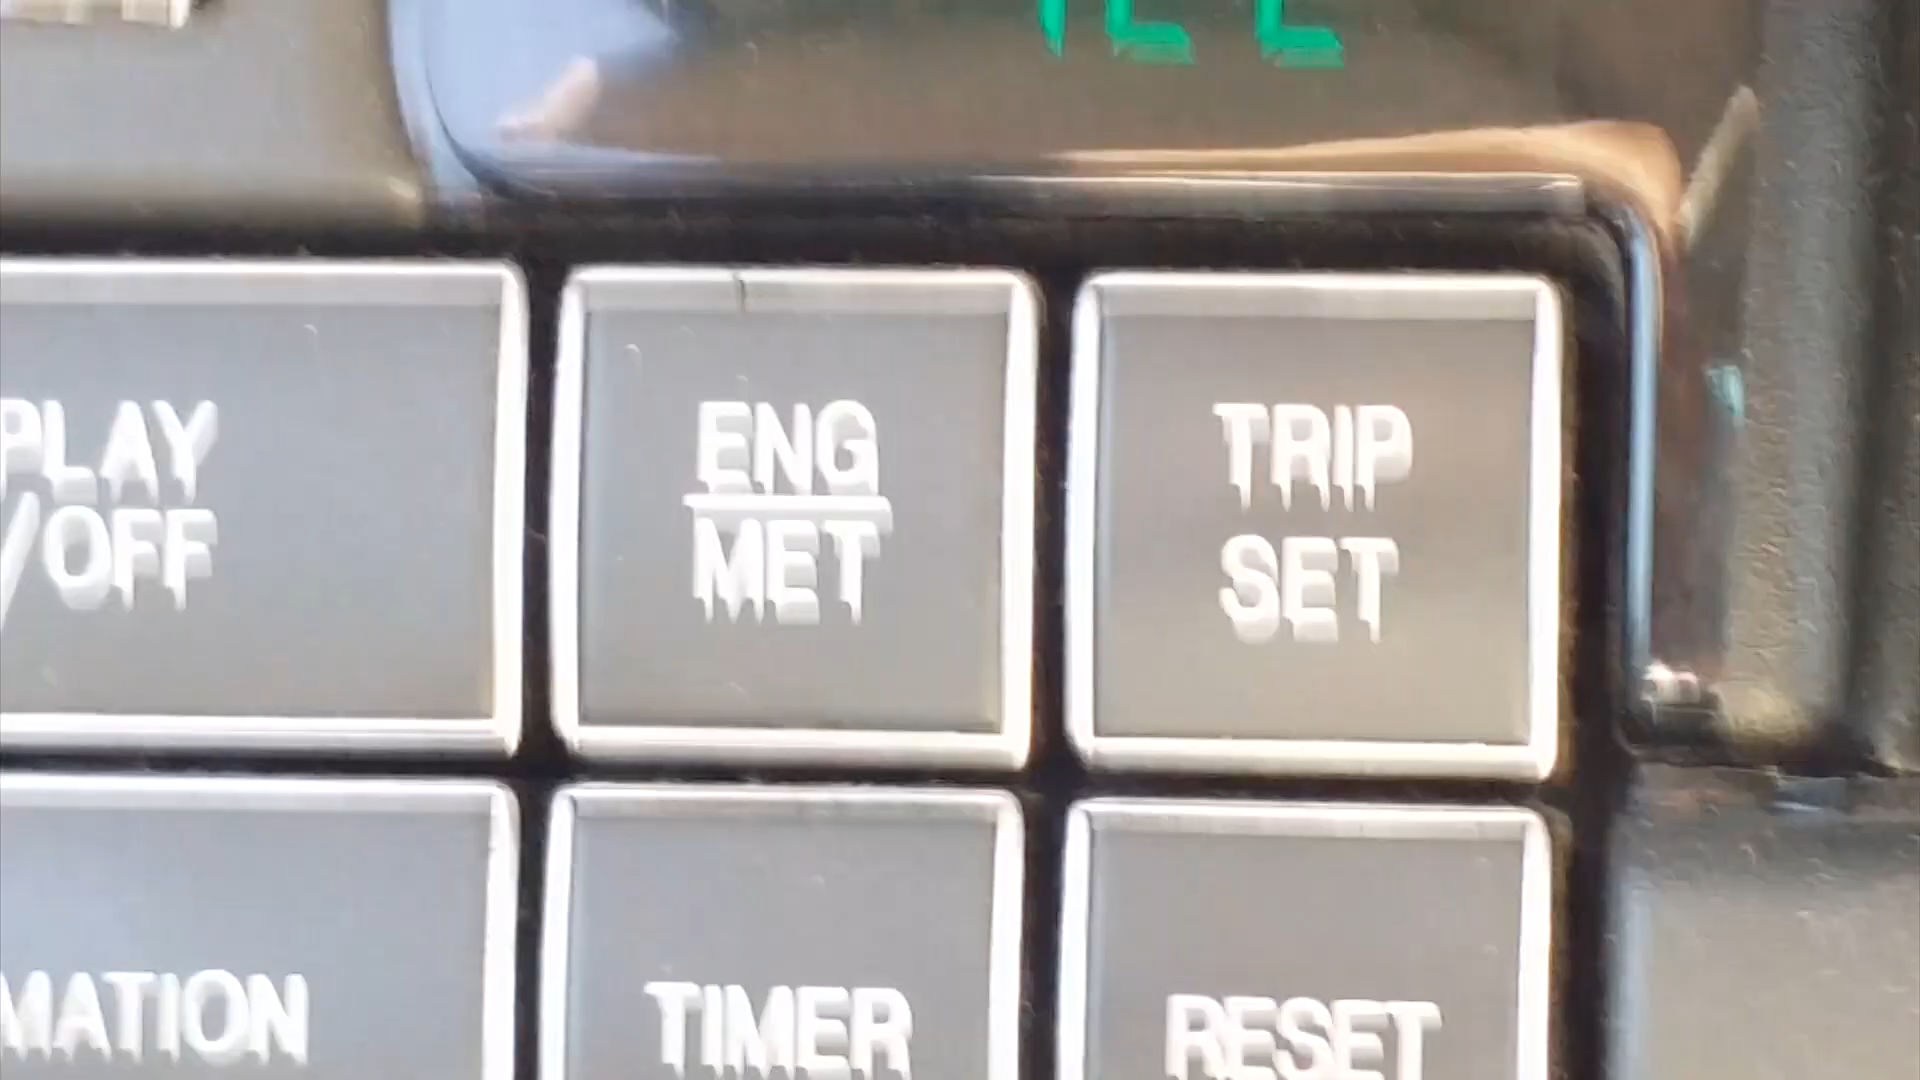 PLAY
/OFF
ENG
MET
TRIP
SET
MATION
TIMER
RESET